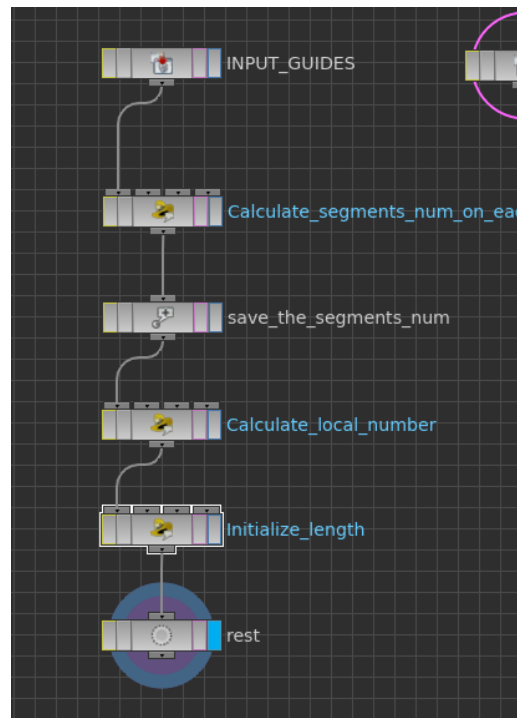 INPUT_GUIDES
Calculate_segments_num_on_ea
save_the_segments_num
Calculate_local_number
Initialize_length
rest